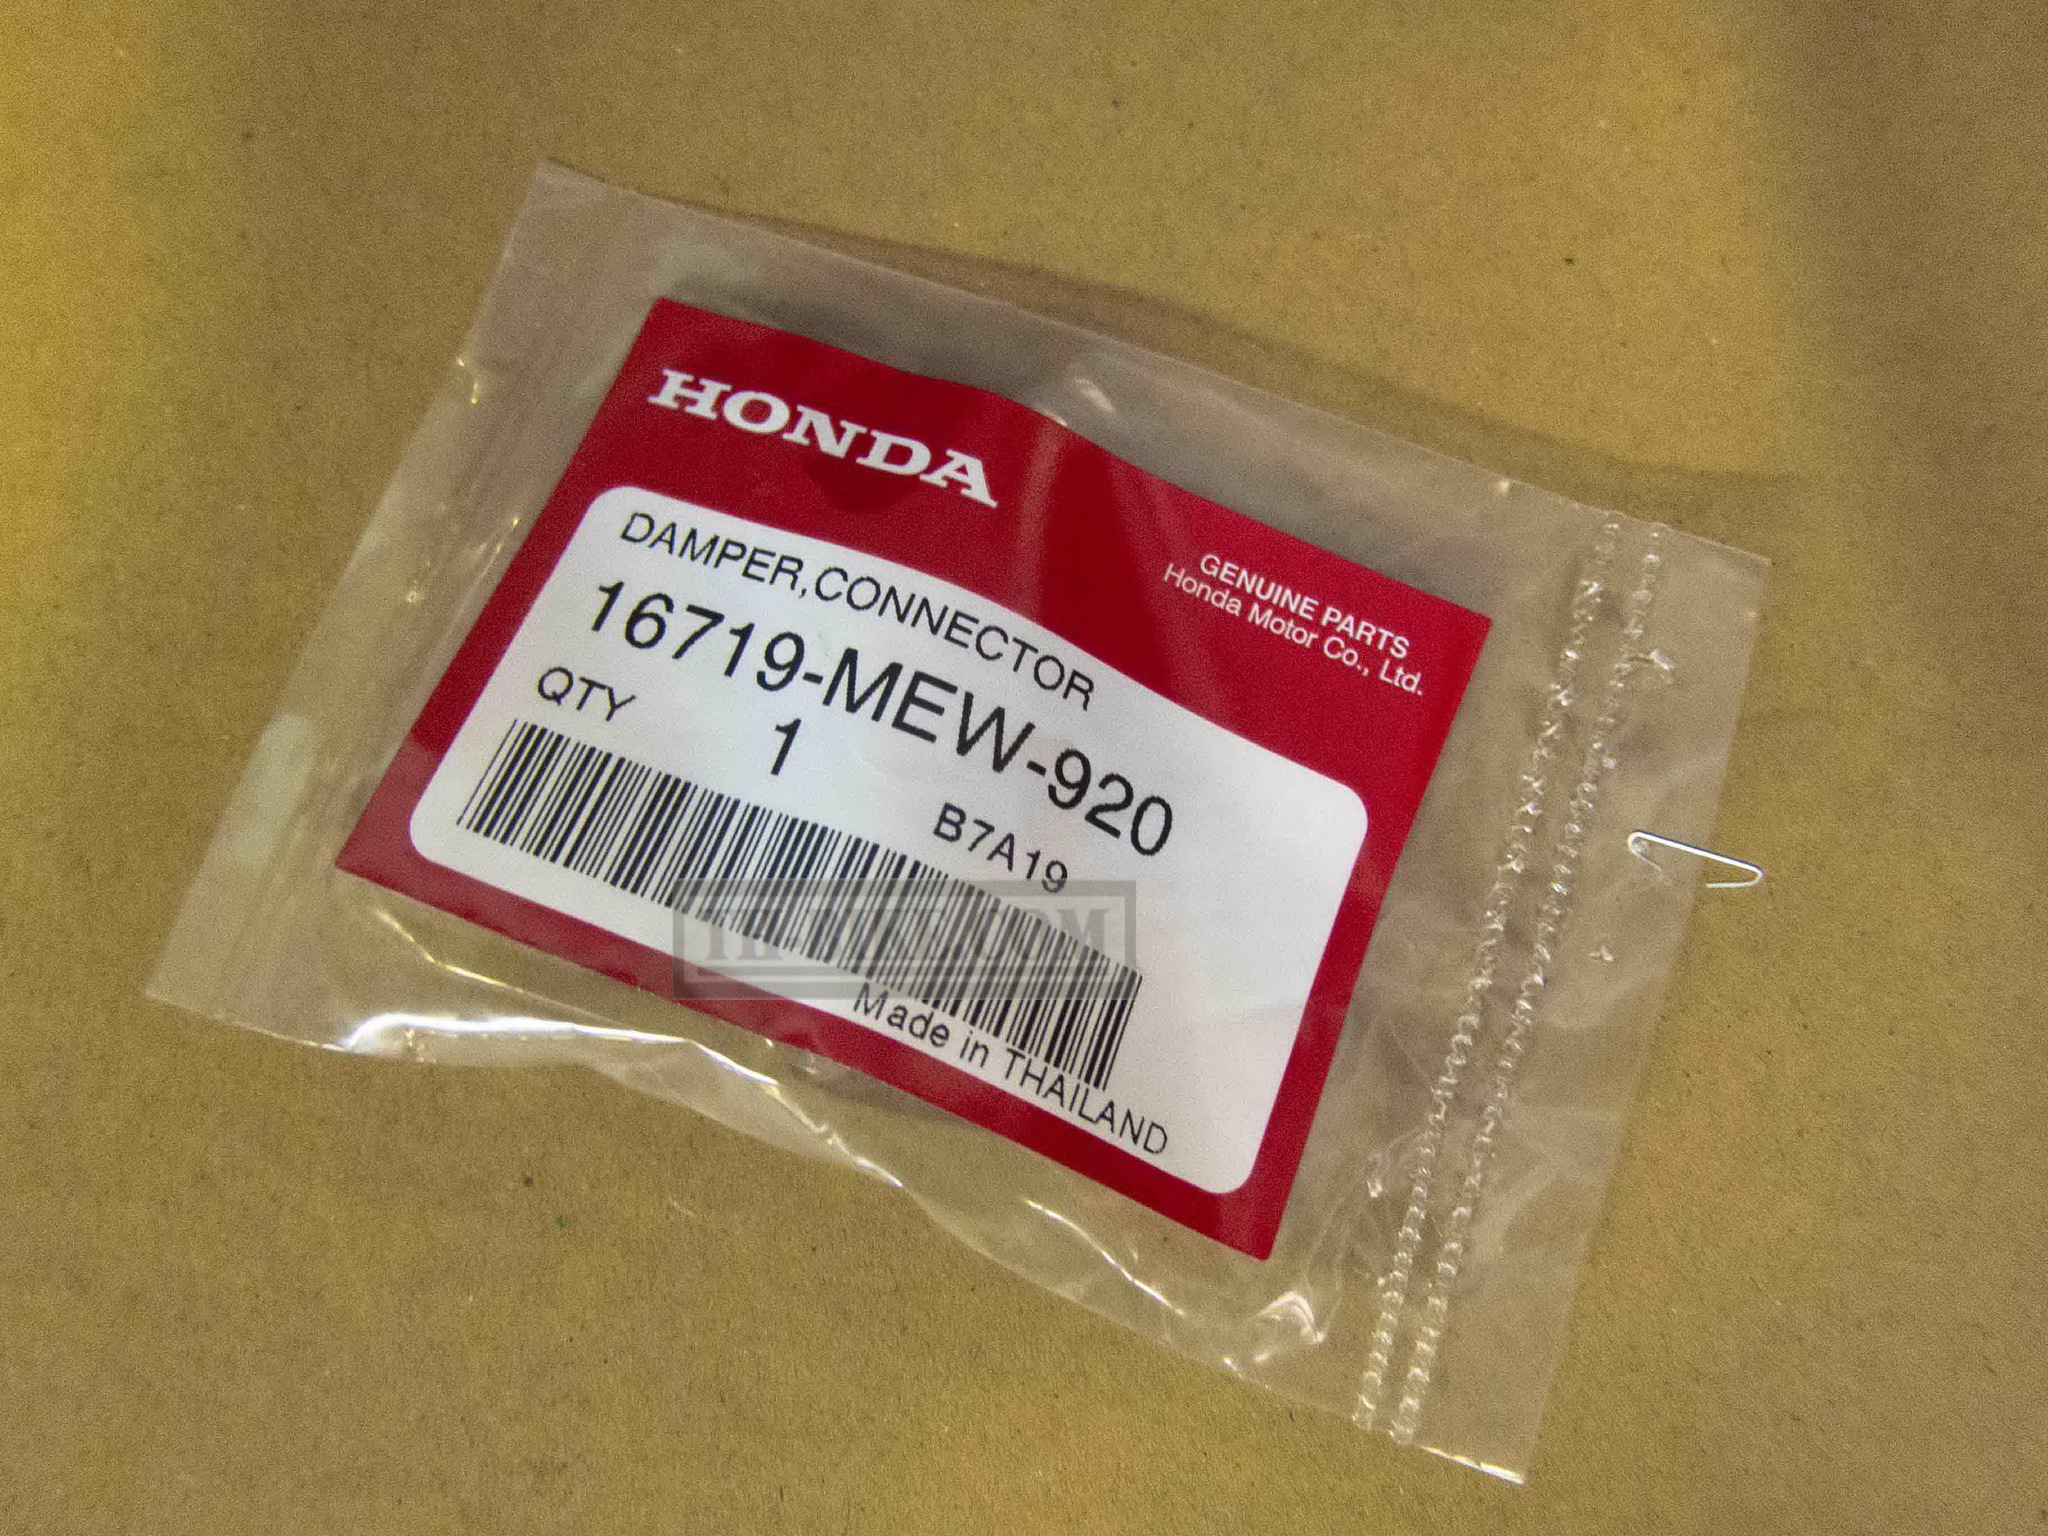 HONDA
GENUINE PARTS
Honda Motor Co., Ltd.
DAMPER,CONNECTOR
16719-MEW-920
QTY 1
B7A19
Made in THAILAND